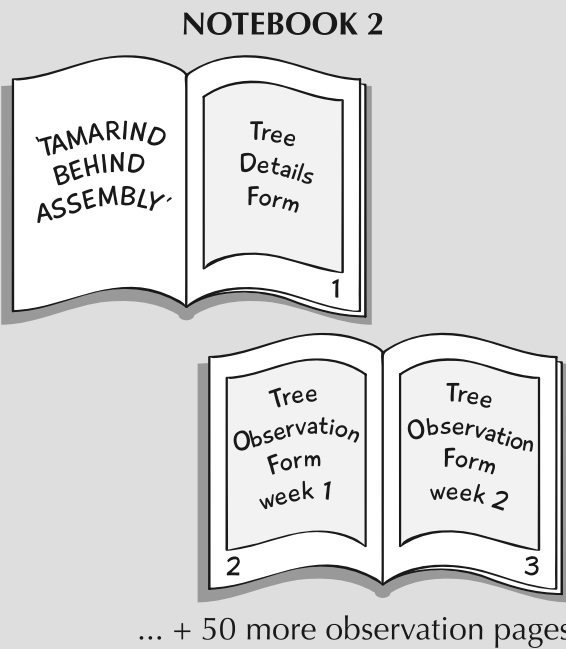 NOTEBOOK 2
'TAMARIND
BEHIND
ASSEMBLY'
Tree
Details
Form
1
Tree
Observation
Form
week 1
2
Tree
Observation
Form
week 2
3
... + 50 more observation pages